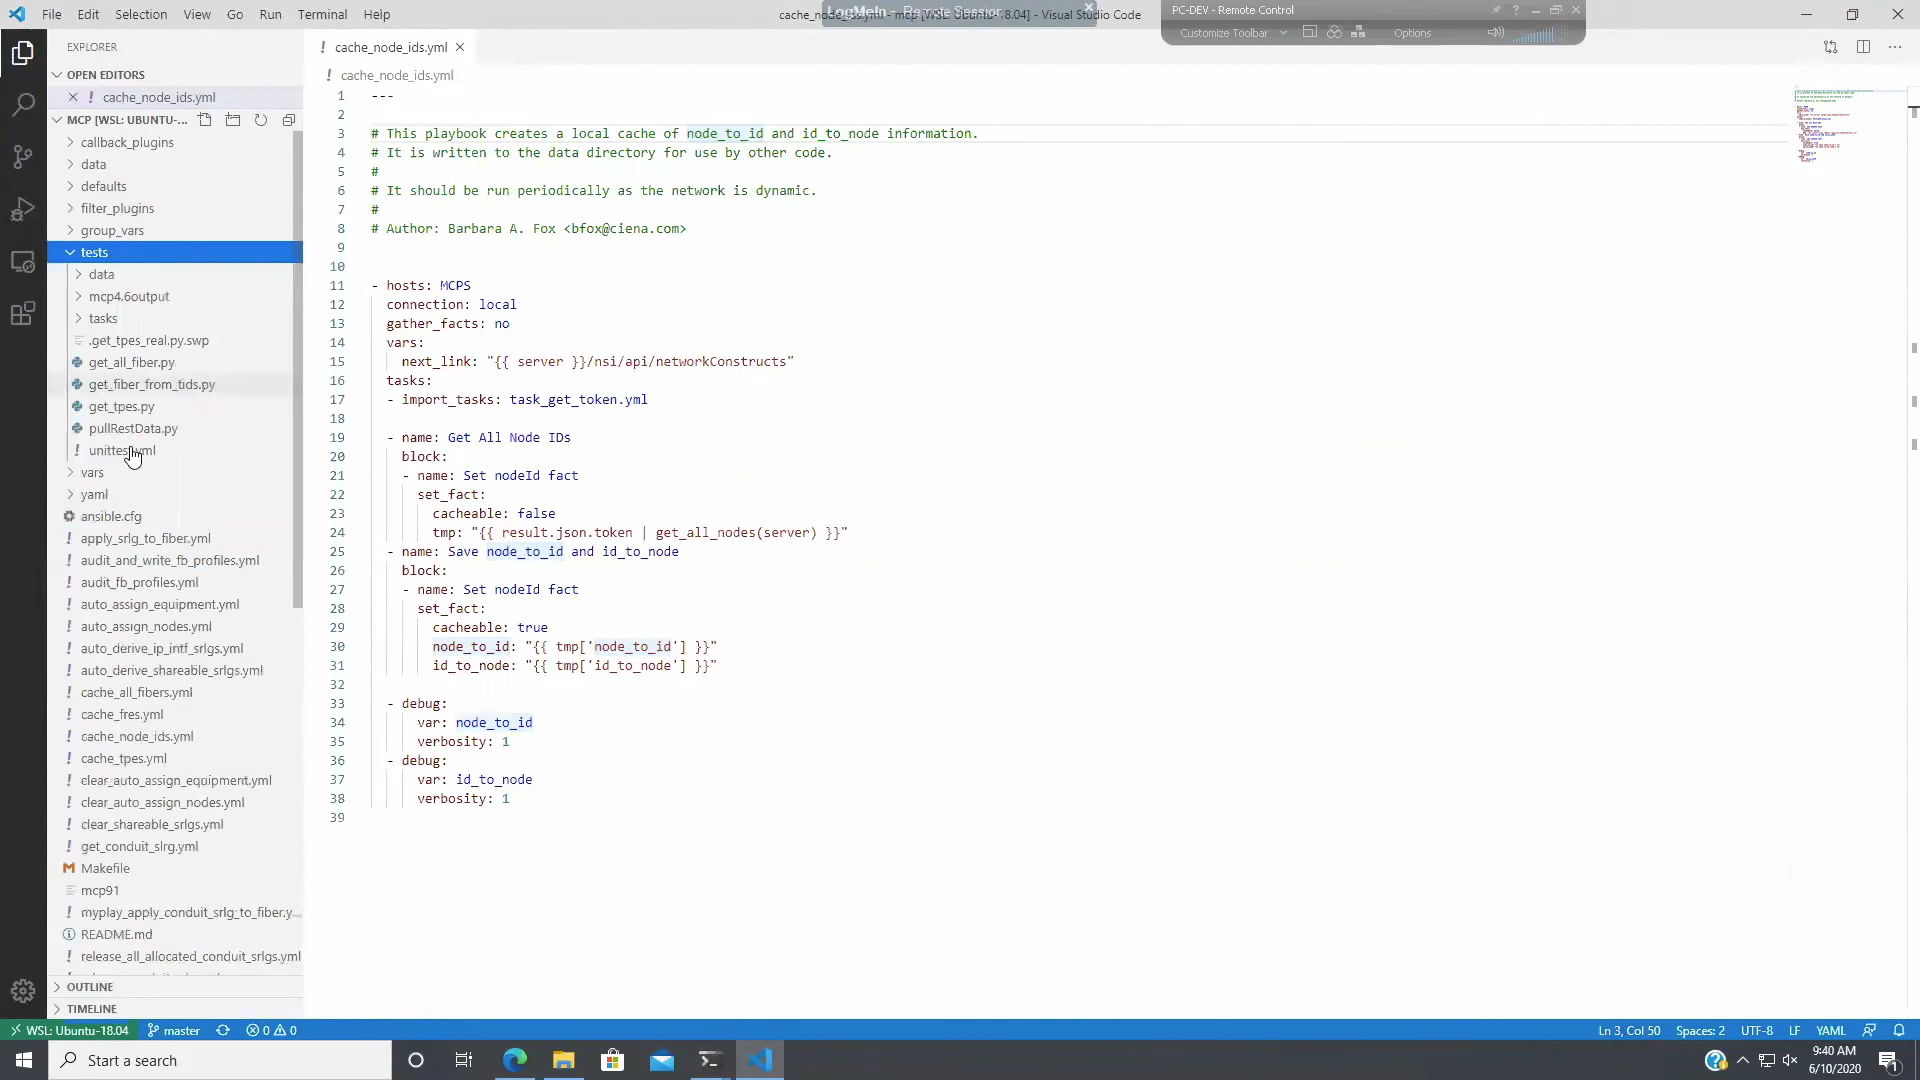 File Edit Selection View Go Run Terminal Help
mcp [WSL: Ubuntu-18.04] - Visual Studio Code
LogMeIn - Remote Session
PC-DEV - Remote Control
Customize Toolbar Options
EXPLORER
OPEN EDITORS
cache_node_ids.yml
MCP [WSL: UBUNTU-...
callback_plugins
data
defaults
filter_plugins
group_vars
tests
data
mcp4.6output
tasks
.get_tpes_real.py.swp
get_all_fiber.py
get_fiber_from_tids.py
get_tpes.py
pullRestData.py
unittest.yml
vars
yaml
ansible.cfg
apply_srlg_to_fiber.yml
audit_and_write_fb_profiles.yml
audit_fb_profiles.yml
auto_assign_equipment.yml
auto_assign_nodes.yml
auto_derive_ip_intf_srlgs.yml
auto_derive_shareable_srlgs.yml
cache_all_fibers.yml
cache_fres.yml
cache_node_ids.yml
cache_tpes.yml
clear_auto_assign_equipment.yml
clear_auto_assign_nodes.yml
clear_shareable_srlgs.yml
get_conduit_slrg.yml
Makefile
mcp91
myplay_apply_conduit_srlg_to_fiber.y...
README.md
release_all_allocated_conduit_srlgs.yml
OUTLINE
TIMELINE
! cache_node_ids.yml
! cache_node_ids.yml
1 ---
2
3 # This playbook creates a local cache of node_to_id and id_to_node information.
4 # It is written to the data directory for use by other code.
5 #
6 # It should be run periodically as the network is dynamic.
7 #
8 # Author: Barbara A. Fox <bfox@ciena.com>
9
10
11 - hosts: MCPS
12 connection: local
13 gather_facts: no
14 vars:
15 next_link: "{{ server }}/nsi/api/networkConstructs"
16 tasks:
17 - import_tasks: task_get_token.yml
18
19 - name: Get All Node IDs
20 block:
21 - name: Set nodeId fact
22 set_fact:
23 cacheable: false
24 tmp: "{{ result.json.token | get_all_nodes(server) }}"
25 - name: Save node_to_id and id_to_node
26 block:
27 - name: Set nodeId fact
28 set_fact:
29 cacheable: true
30 node_to_id: "{{ tmp['node_to_id'] }}"
31 id_to_node: "{{ tmp['id_to_node'] }}"
32
33 - debug:
34 var: node_to_id
35 verbosity: 1
36 - debug:
37 var: id_to_node
38 verbosity: 1
39
WSL: Ubuntu-18.04 master 0 0
Ln 3, Col 50 Spaces: 2 UTF-8 LF YAML
Start a search
9:40 AM
6/10/2020
1